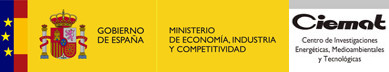 GOBIERNO
DE ESPAÑA
MINISTERIO
DE ECONOMÍA, INDUSTRIA
Y COMPETITIVIDAD
Ciemat
Centro de Investigaciones
Energéticas, Medioambientales
y Tecnológicas